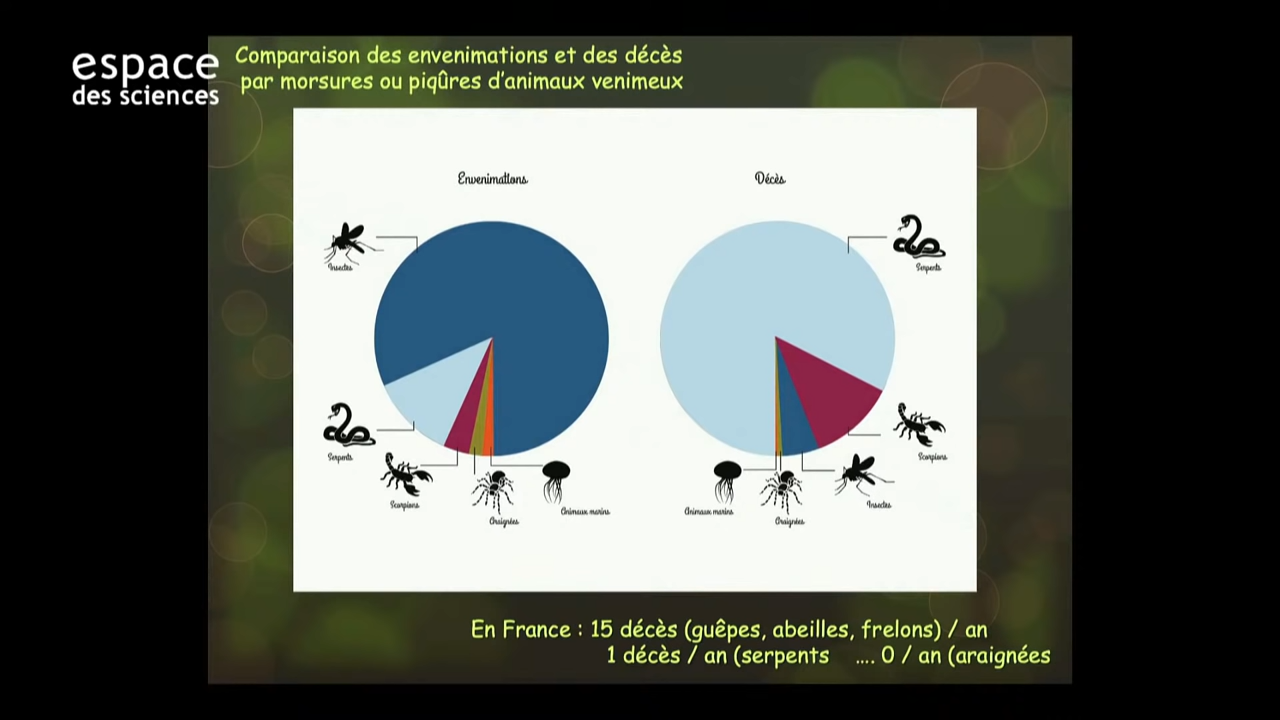 espace
des sciences
Comparaison des envenimations et des décès
par morsures ou piqûres d'animaux venimeux
Envenimations
Décès
Insectes
Serpents
Serpents
Scorpions
Araignées
Animaux marins
Animaux marins
Araignées
Insectes
Scorpions
En France : 15 décès (guêpes, abeilles, frelons) / an
1 décès / an (serpents .... 0 / an (araignées